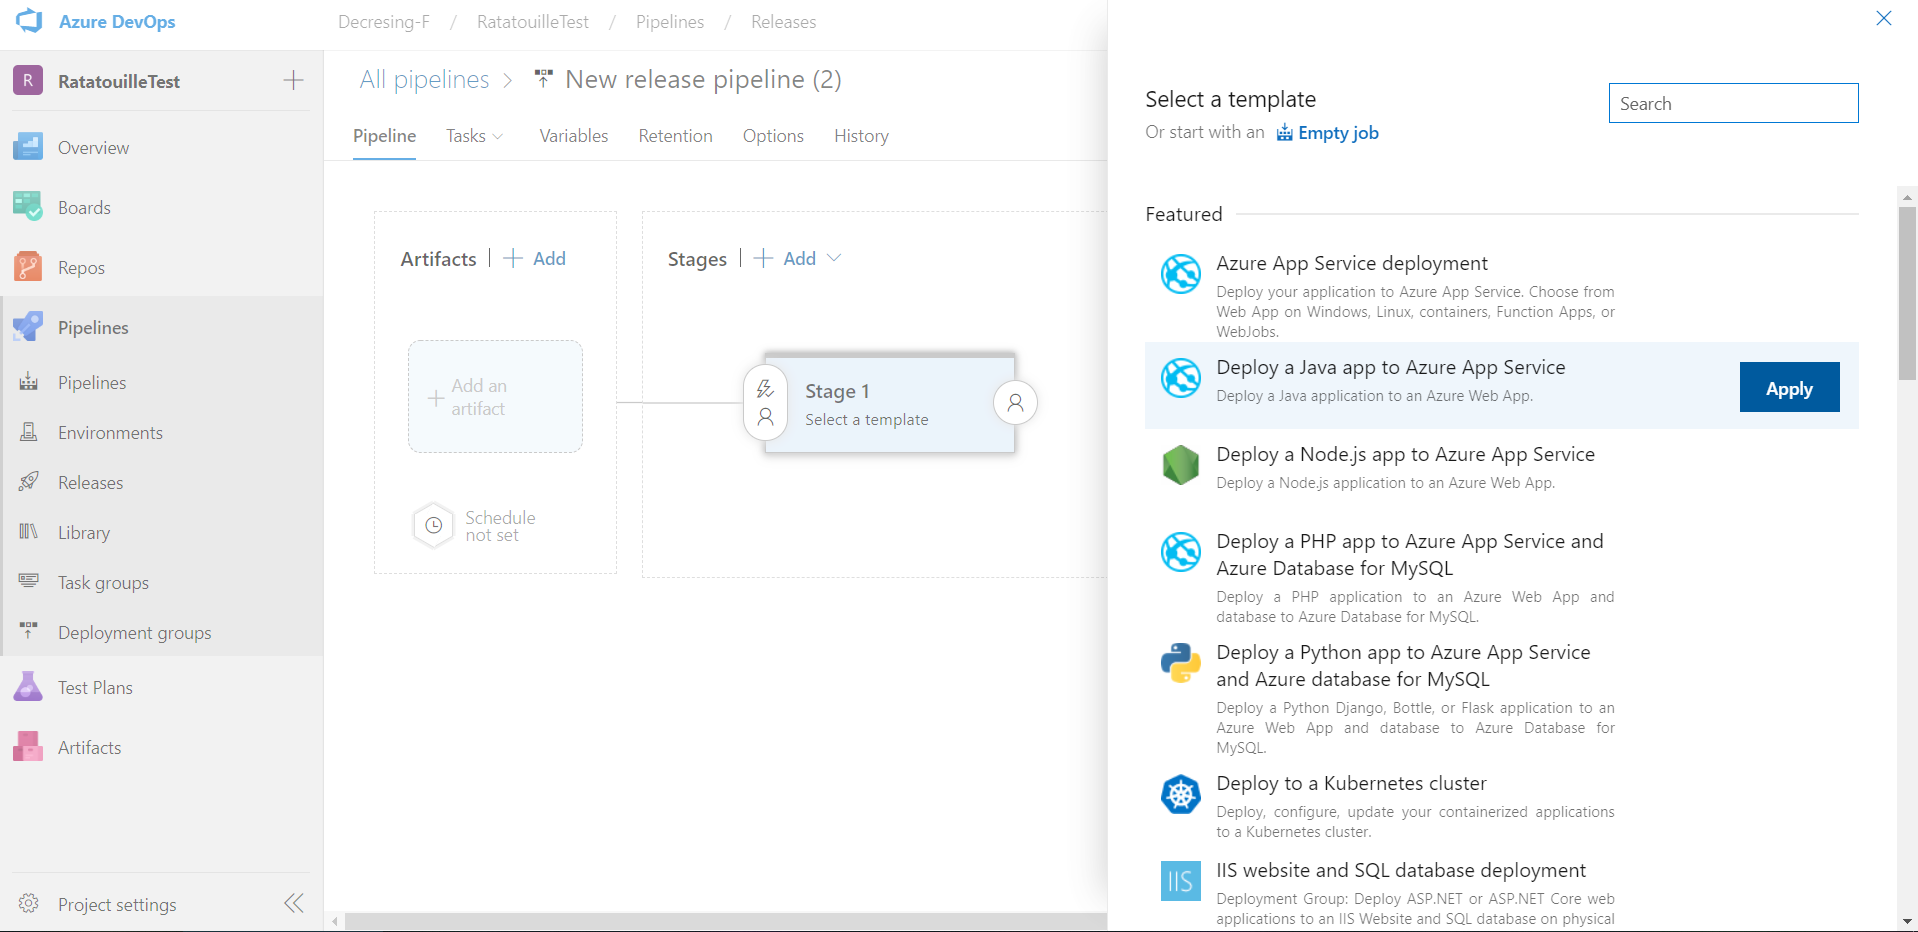 Azure DevOps
Decresing-F / RatatouilleTest / Pipelines / Releases
R RatatouilleTest
Overview
Boards
Repos
Pipelines
Pipelines
Environments
Releases
Library
Task groups
Deployment groups
Test Plans
Artifacts
Project settings
All pipelines > New release pipeline (2)
Pipeline Tasks Variables Retention Options History
Artifacts | + Add
Add an
artifact
Schedule
not set
Stages | + Add
Stage 1
Select a template
Select a template
Or start with an Empty job
Search
Featured
Azure App Service deployment
Deploy your application to Azure App Service. Choose from
Web App on Windows, Linux, containers, Function Apps, or
WebJobs.
Deploy a Java app to Azure App Service
Deploy a Java application to an Azure Web App.
Apply
Deploy a Node.js app to Azure App Service
Deploy a Node.js application to an Azure Web App.
Deploy a PHP app to Azure App Service and
Azure Database for MySQL
Deploy a PHP application to an Azure Web App and
database to Azure Database for MySQL.
Deploy a Python app to Azure App Service
and Azure database for MySQL
Deploy a Python Django, Bottle, or Flask application to an
Azure Web App and database to Azure Database for
MySQL.
Deploy to a Kubernetes cluster
Deploy, configure, update your containerized applications
to a Kubernetes cluster.
IIS
IIS website and SQL database deployment
Deployment Group: Deploy ASP.NET or ASP.NET Core web
applications to an IIS Website and SQL database on physical